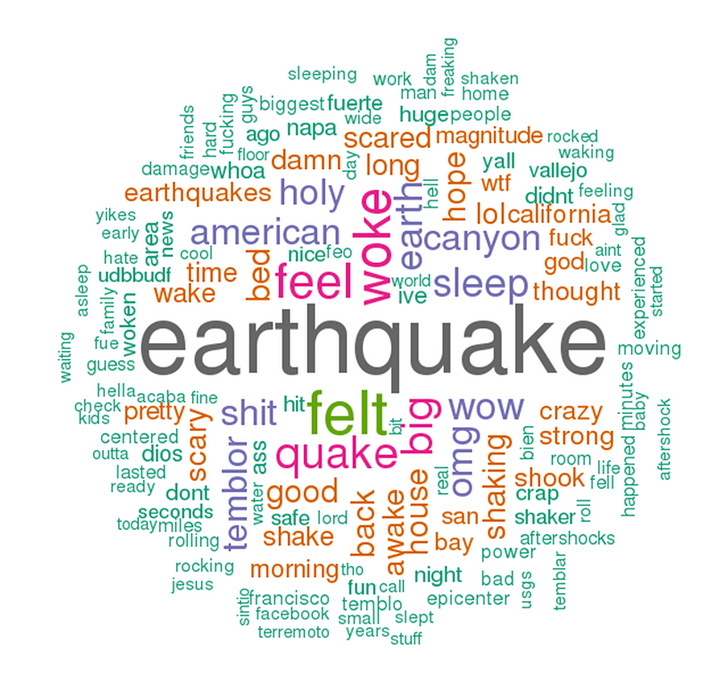 sleeping
work
dam
freaking
shaken
man
home
guys
biggest
fuerte
wide
huge
people
friends
hard
fucking
ago
napa
scared
magnitude
rocked
floor
damn
day
long
hope
yall
waking
damage
whoa
wtf
vallejo
earthquakes
holy
woke
earth
hell
didnt
feeling
yikes
early
area
news
american
canyon
lol
california
glad
fuck
aint
hate
cool
nice
feo
god
love
experienced
started
asleep
udbbudf
time
bed
feel
world
ive
sleep
thought
family
woken
wake
fue
guess
waiting
earthquake
moving
hella
acaba
fine
check
kids
pretty
shit
hit
felt
bit
big
wow
crazy
minutes
baby
aftershock
centered
outta
dios
scary
temblor
ass
quake
omg
shaking
bien
strong
room
life
happened
lasted
ready
dont
water
good
back
awake
house
real
shook
fell
crap
seconds
safe
lord
san
shaker
roll
today
miles
rolling
shake
bay
aftershocks
power
rocking
jesus
morning
tho
night
bad
usgs
temblar
fun
call
sintio
francisco
templo
epicenter
facebook
small
slept
terremoto
years
stuff